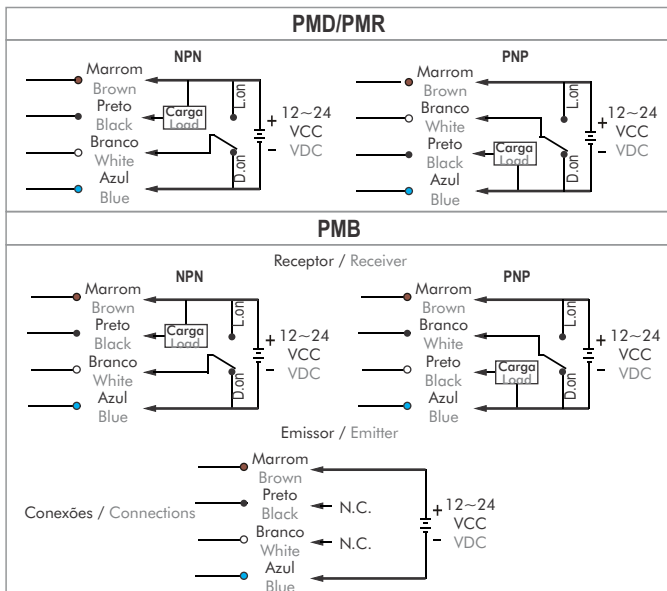 PMD/PMR
NPN
Marrom
Brown
Preto
Black
Branco
White
Azul
Blue
Carga
Load
L.on
D.on
+ 12~24
VCC
- VDC
PNP
Marrom
Brown
Branco
White
Preto
Black
Azul
Blue
Carga
Load
L.on
D.on
+ 12~24
VCC
- VDC
PMB
Receptor / Receiver
NPN
Marrom
Brown
Preto
Black
Branco
White
Azul
Blue
Carga
Load
L.on
D.on
+ 12~24
VCC
- VDC
PNP
Marrom
Brown
Branco
White
Preto
Black
Azul
Blue
Carga
Load
L.on
D.on
+ 12~24
VCC
- VDC
Emissor / Emitter
Conexões / Connections
Marrom
Brown
Preto
Black
N.C.
Branco
White
N.C.
Azul
Blue
+ 12~24
VCC
- VDC